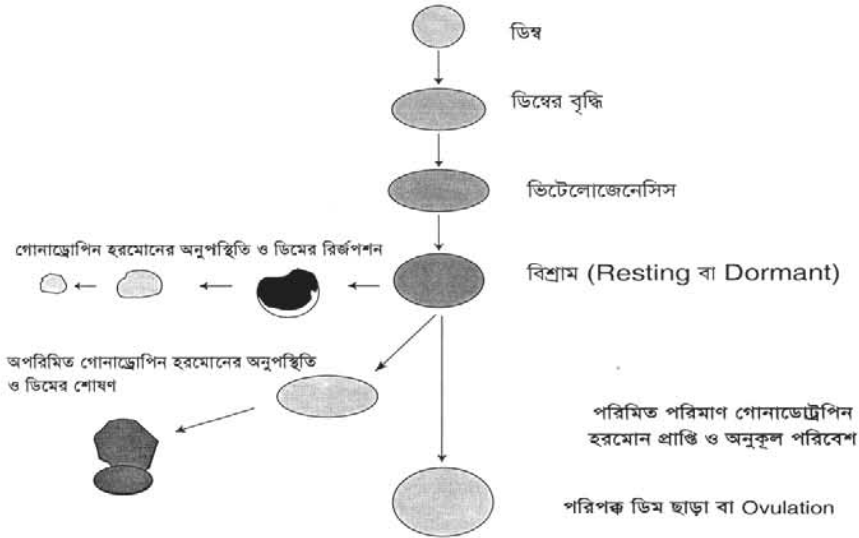 ডিম্ব
ডিম্বের বৃদ্ধি
ভিটেলোজেনেসিস
গোনাড্রোপিন হরমোনের অনুপস্থিতি ও ডিমের রির্জপশন
বিশ্রাম (Resting বা Dormant)
অপরিমিত গোনাড্রোপিন হরমোনের অনুপস্থিতি
ও ডিমের শোষণ
পরিমিত পরিমাণ গোনাডোট্রপিন
হরমোন প্রাপ্তি ও অনুকূল পরিবেশ
পরিপক্ক ডিম ছাড়া বা Ovulation